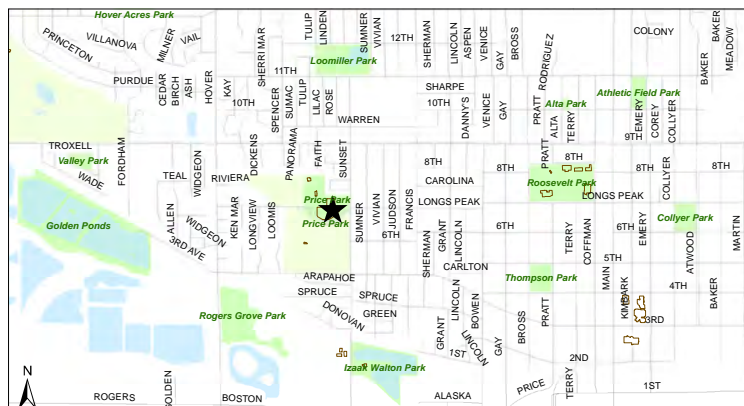 Hover Acres Park
PRINCETON
VILLANOVA
MILNER
VAIL
SHERRI MAR
TULIP
LINDEN
SUMNER
VIVIAN
12TH
SHERMAN
LINCOLN
ASPEN
VENICE
GAY
BROSS
RODRIGUEZ
COLONY
BAKER
MEADOW
Loomiller Park
PURDUE
CEDAR
BIRCH
ASH
HOVER
KAY
10TH
11TH
SPENCER
SUMAC
TULIP
LILAC
ROSE
WARREN
SHARPE
10TH
DANNY'S
VENICE
GAY
PRATT
Alta Park
ALTA
TERRY
Athletic Field Park
9TH
EMERY
COREY
COLLYER
BAKER
TROXELL
Valley Park
WADE
FORDHAM
TEAL
WIDGEON
RIVIERA
DICKENS
PANORAMA
FAITH
SUNSET
8TH
CAROLINA
LONGS PEAK
8TH
PRATT
8TH
Roosevelt Park
LONGS PEAK
8TH
COLLYER
8TH
Golden Ponds
ALLEN
WIDGEON
3RD AVE
KEN MAR
LONGVIEW
LOOMIS
Price Park
Price Park
SUMNER
VIVIAN
JUDSON
6TH
FRANCIS
SHERMAN
GRANT
LINCOLN
6TH
TERRY
COFFMAN
6TH
EMERY
Collyer Park
ATWOOD
MARTIN
CARLTON
5TH
MAIN
4TH
ARAPAHOE
SPRUCE
SPRUCE
DONOVAN
GREEN
Thompson Park
PRATT
KIMBARK
3RD
BAKER
Rogers Grove Park
LINCOLN
BOWEN
GRANT
LINCOLN
1ST
GAY
BROSS
2ND
Izaak Walton Park
N
ROGERS
GOLDEN
BOSTON
ALASKA
PRICE
TERRY
1ST